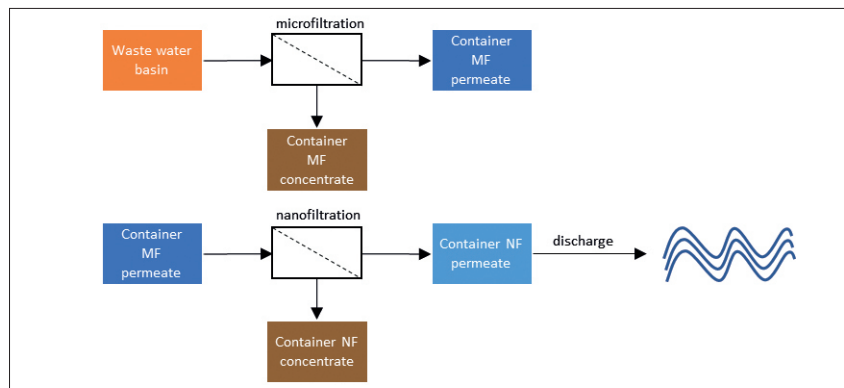 microfiltration
Waste water
basin
Container
MF
permeate
Container
MF
concentrate
nanofiltration
Container
MF
permeate
Container NF
permeate
discharge
Container NF
concentrate